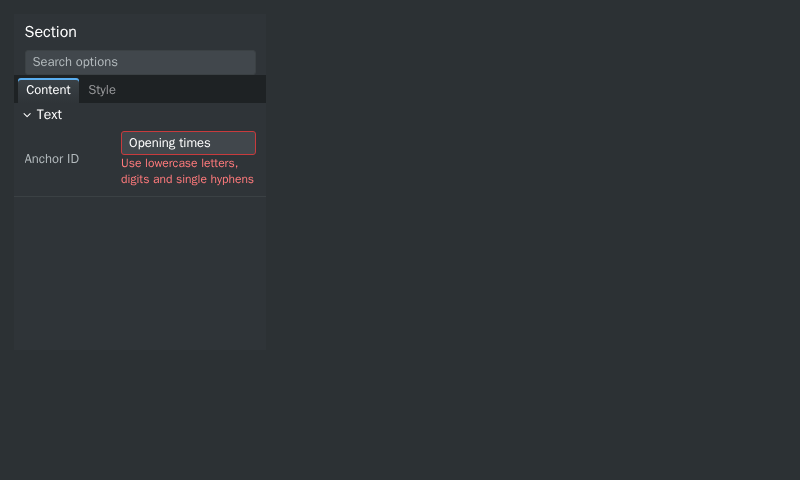 Section
Search options
Content Style
Text
Opening times
Anchor ID
Use lowercase letters,
digits and single hyphens